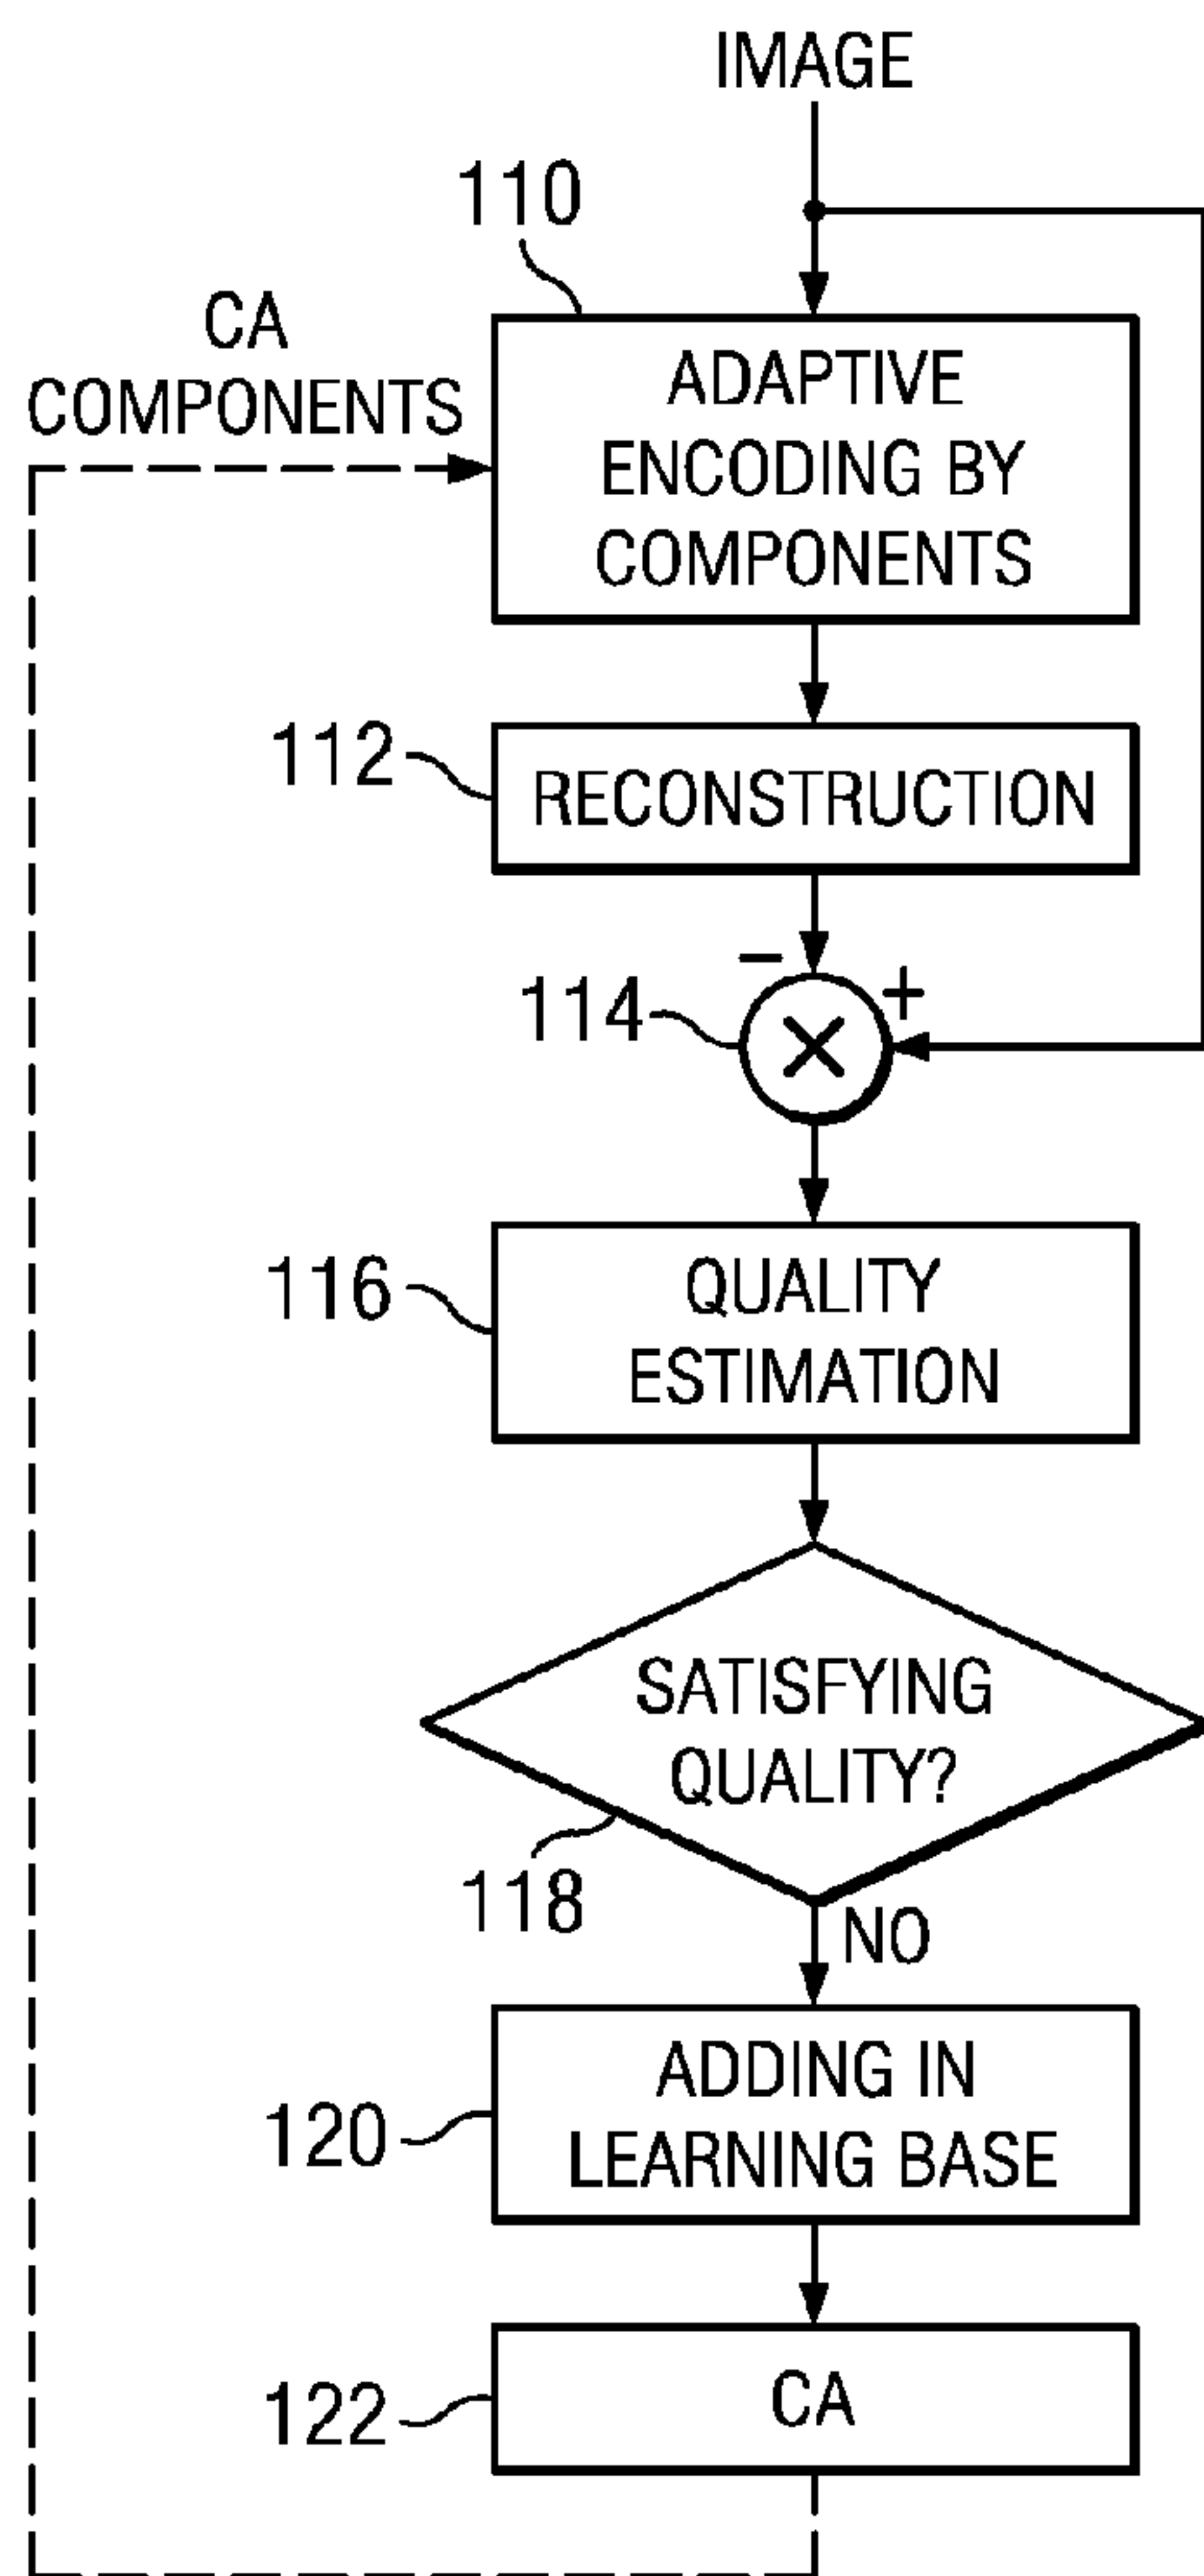 IMAGE
110
CA
COMPONENTS
ADAPTIVE
ENCODING BY
COMPONENTS
112
RECONSTRUCTION
-
+
114
×
116
QUALITY
ESTIMATION
SATISFYING
QUALITY?
118
NO
120
ADDING IN
LEARNING BASE
122
CA